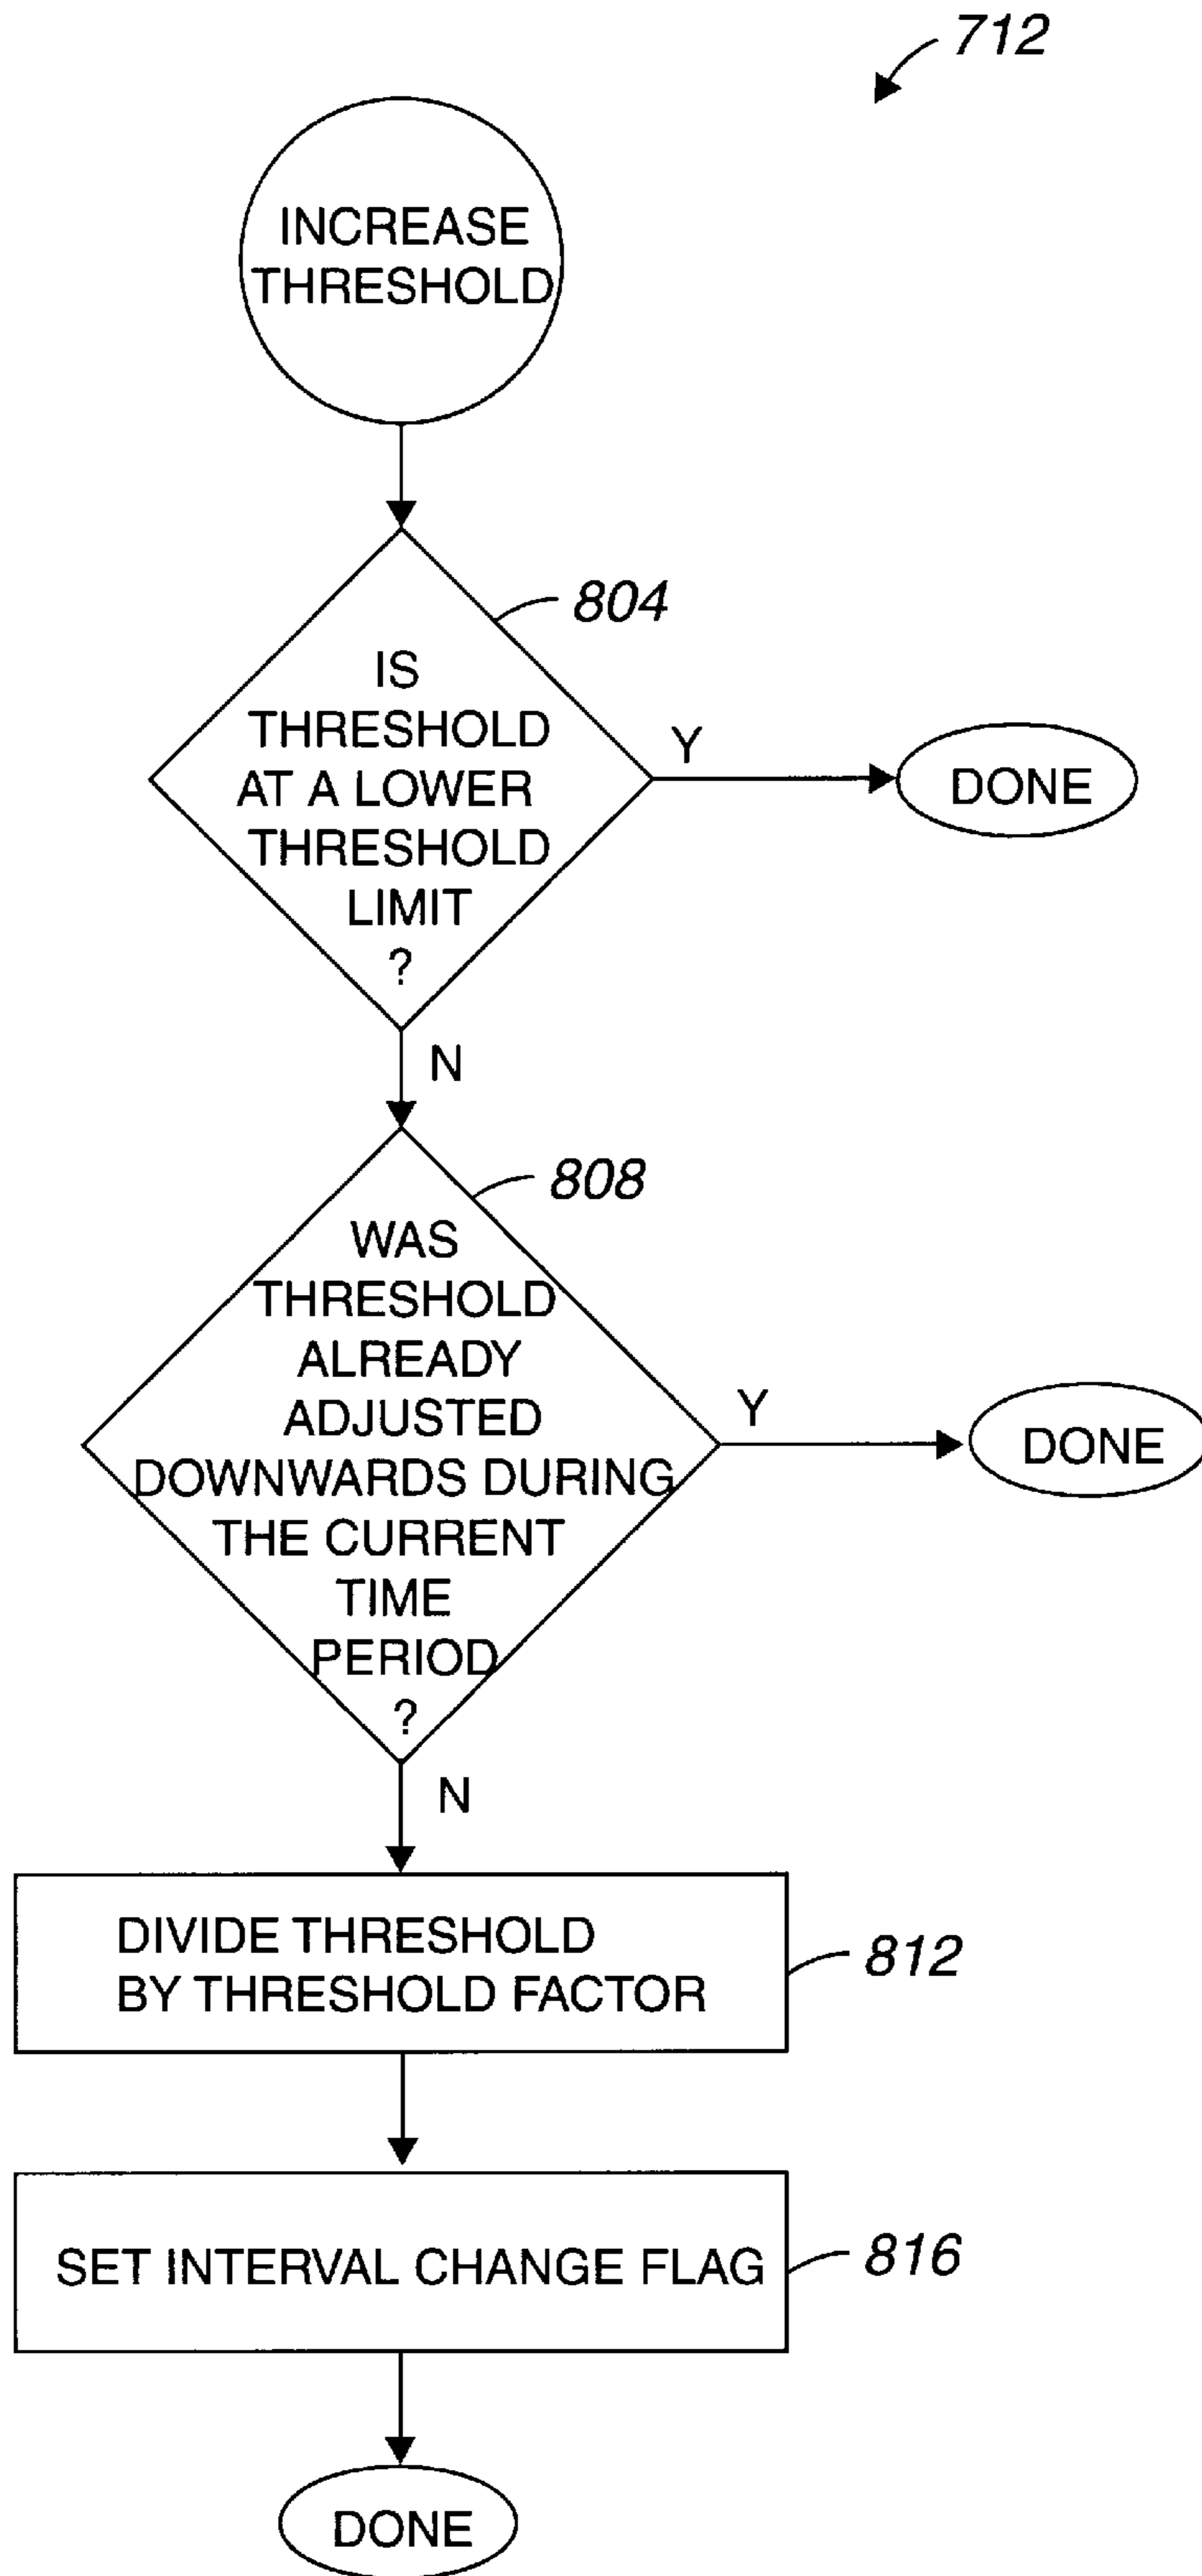 712
INCREASE
THRESHOLD
804
IS
THRESHOLD
AT A LOWER
THRESHOLD
LIMIT
?
Y
DONE
N
808
WAS
THRESHOLD
ALREADY
ADJUSTED
DOWNWARDS DURING
THE CURRENT
TIME
PERIOD
?
Y
DONE
N
DIVIDE THRESHOLD
BY THRESHOLD FACTOR
812
SET INTERVAL CHANGE FLAG
816
DONE